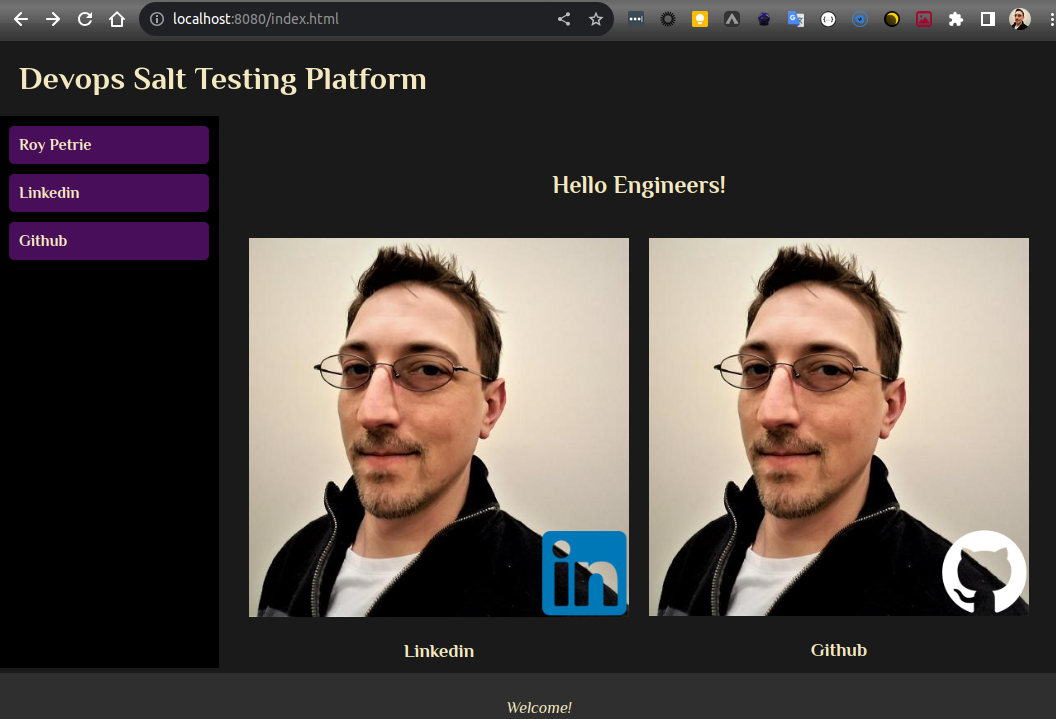 localhost:8080/index.html
Devops Salt Testing Platform
Roy Petrie
Linkedin
Github
Hello Engineers!
in
Linkedin
Github
Welcome!